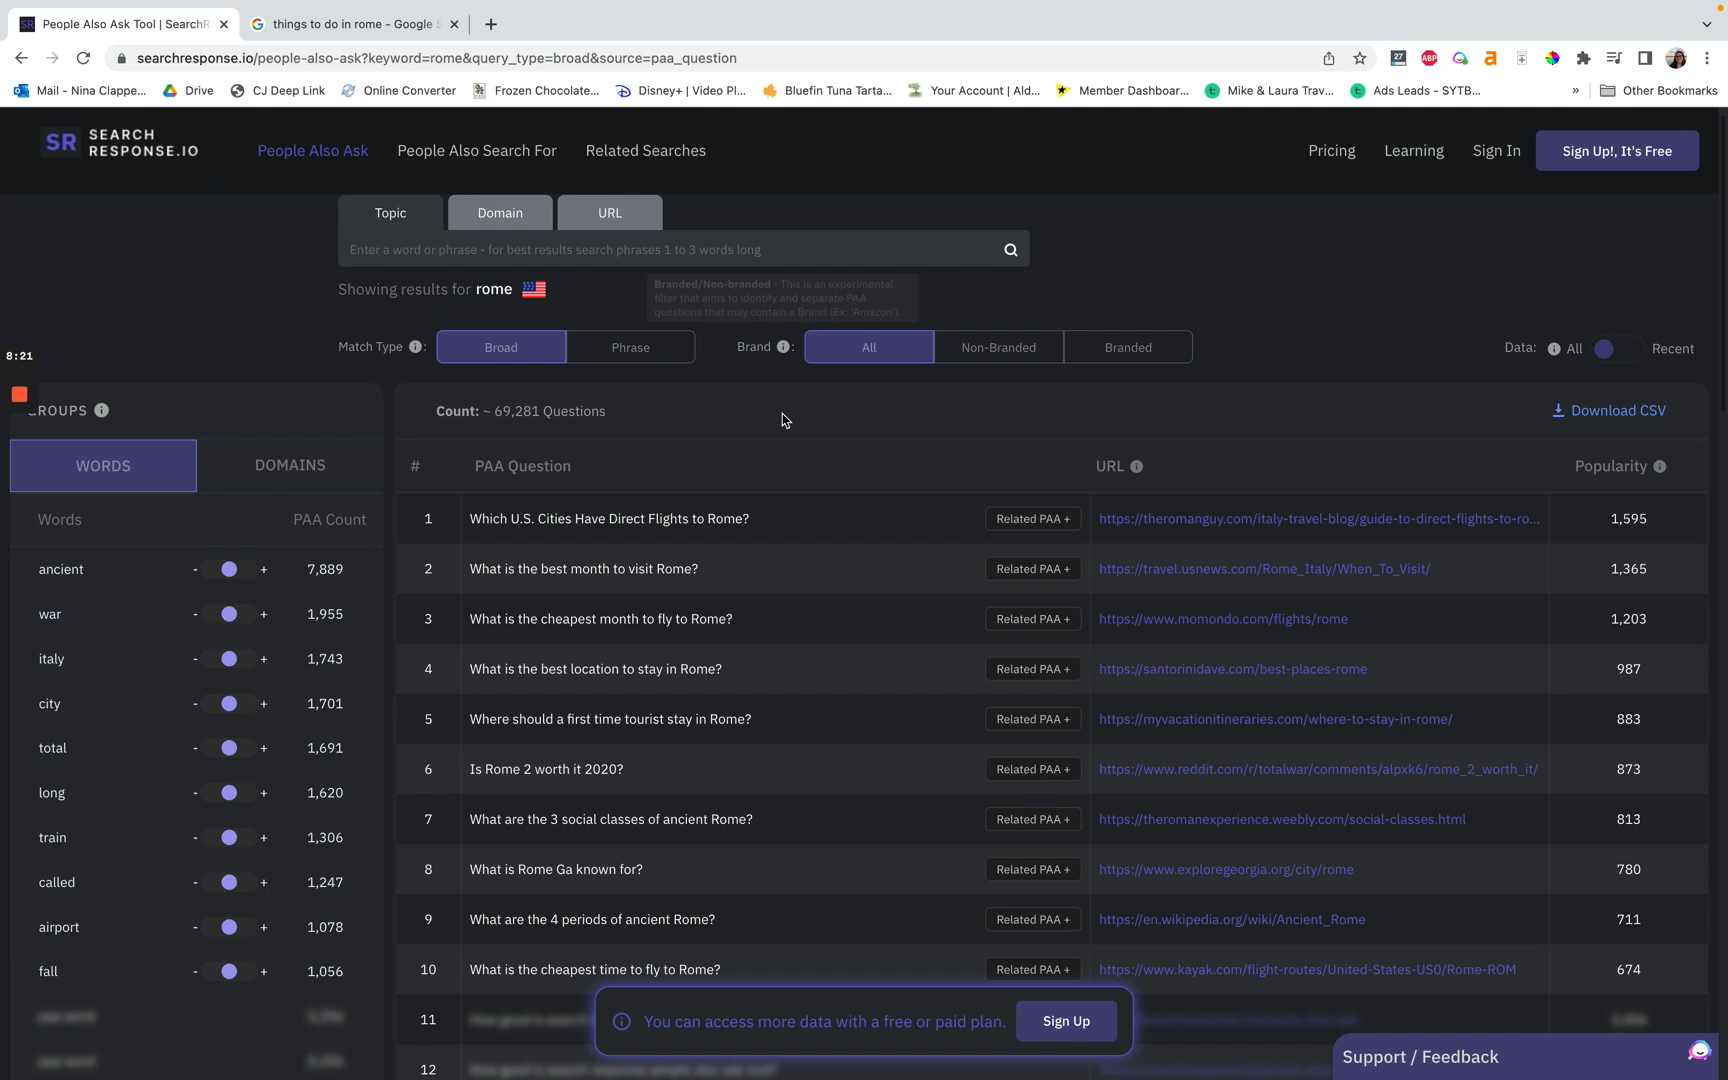 People Also Ask Tool | SearchR
things to do in rome - Google S
searchresponse.io/people-also-ask?keyword=rome&query_type=broad&source=paa_question
27
ABP
a
Mail - Nina Clappe...
Drive
CJ Deep Link
Online Converter
Frozen Chocolate...
Disney+ | Video Pl...
Bluefin Tuna Tarta...
Your Account | Ald...
Member Dashboar...
Mike & Laura Trav...
Ads Leads - SYTB...
»
Other Bookmarks
SR SEARCH
RESPONSE.IO
People Also Ask
People Also Search For
Related Searches
Pricing
Learning
Sign In
Sign Up!, It's Free
Topic
Domain
URL
Enter a word or phrase - for best results search phrases 1 to 3 words long
Showing results for rome
Branded/Non-branded - This is an experimental
filter that aims to identify and separate PAA
questions that may contain a Brand (Ex: 'Amazon').
Match Type :
Broad
Phrase
Brand :
All
Non-Branded
Branded
Data: All
Recent
8:21
GROUPS
Count: ~ 69,281 Questions
Download CSV
WORDS
DOMAINS
# PAA Question URL Popularity
Words PAA Count
ancient - + 7,889
war - + 1,955
italy - + 1,743
city - + 1,701
total - + 1,691
long - + 1,620
train - + 1,306
called - + 1,247
airport - + 1,078
fall - + 1,056
1 Which U.S. Cities Have Direct Flights to Rome? Related PAA + https://theromanguy.com/italy-travel-blog/guide-to-direct-flights-to-ro... 1,595
2 What is the best month to visit Rome? Related PAA + https://travel.usnews.com/Rome_Italy/When_To_Visit/ 1,365
3 What is the cheapest month to fly to Rome? Related PAA + https://www.momondo.com/flights/rome 1,203
4 What is the best location to stay in Rome? Related PAA + https://santorinidave.com/best-places-rome 987
5 Where should a first time tourist stay in Rome? Related PAA + https://myvacationitineraries.com/where-to-stay-in-rome/ 883
6 Is Rome 2 worth it 2020? Related PAA + https://www.reddit.com/r/totalwar/comments/alpxk6/rome_2_worth_it/ 873
7 What are the 3 social classes of ancient Rome? Related PAA + https://theromanexperience.weebly.com/social-classes.html 813
8 What is Rome Ga known for? Related PAA + https://www.exploregeorgia.org/city/rome 780
9 What are the 4 periods of ancient Rome? Related PAA + https://en.wikipedia.org/wiki/Ancient_Rome 711
10 What is the cheapest time to fly to Rome? Related PAA + https://www.kayak.com/flight-routes/United-States-US0/Rome-ROM 674
11
12
You can access more data with a free or paid plan.
Sign Up
Support / Feedback